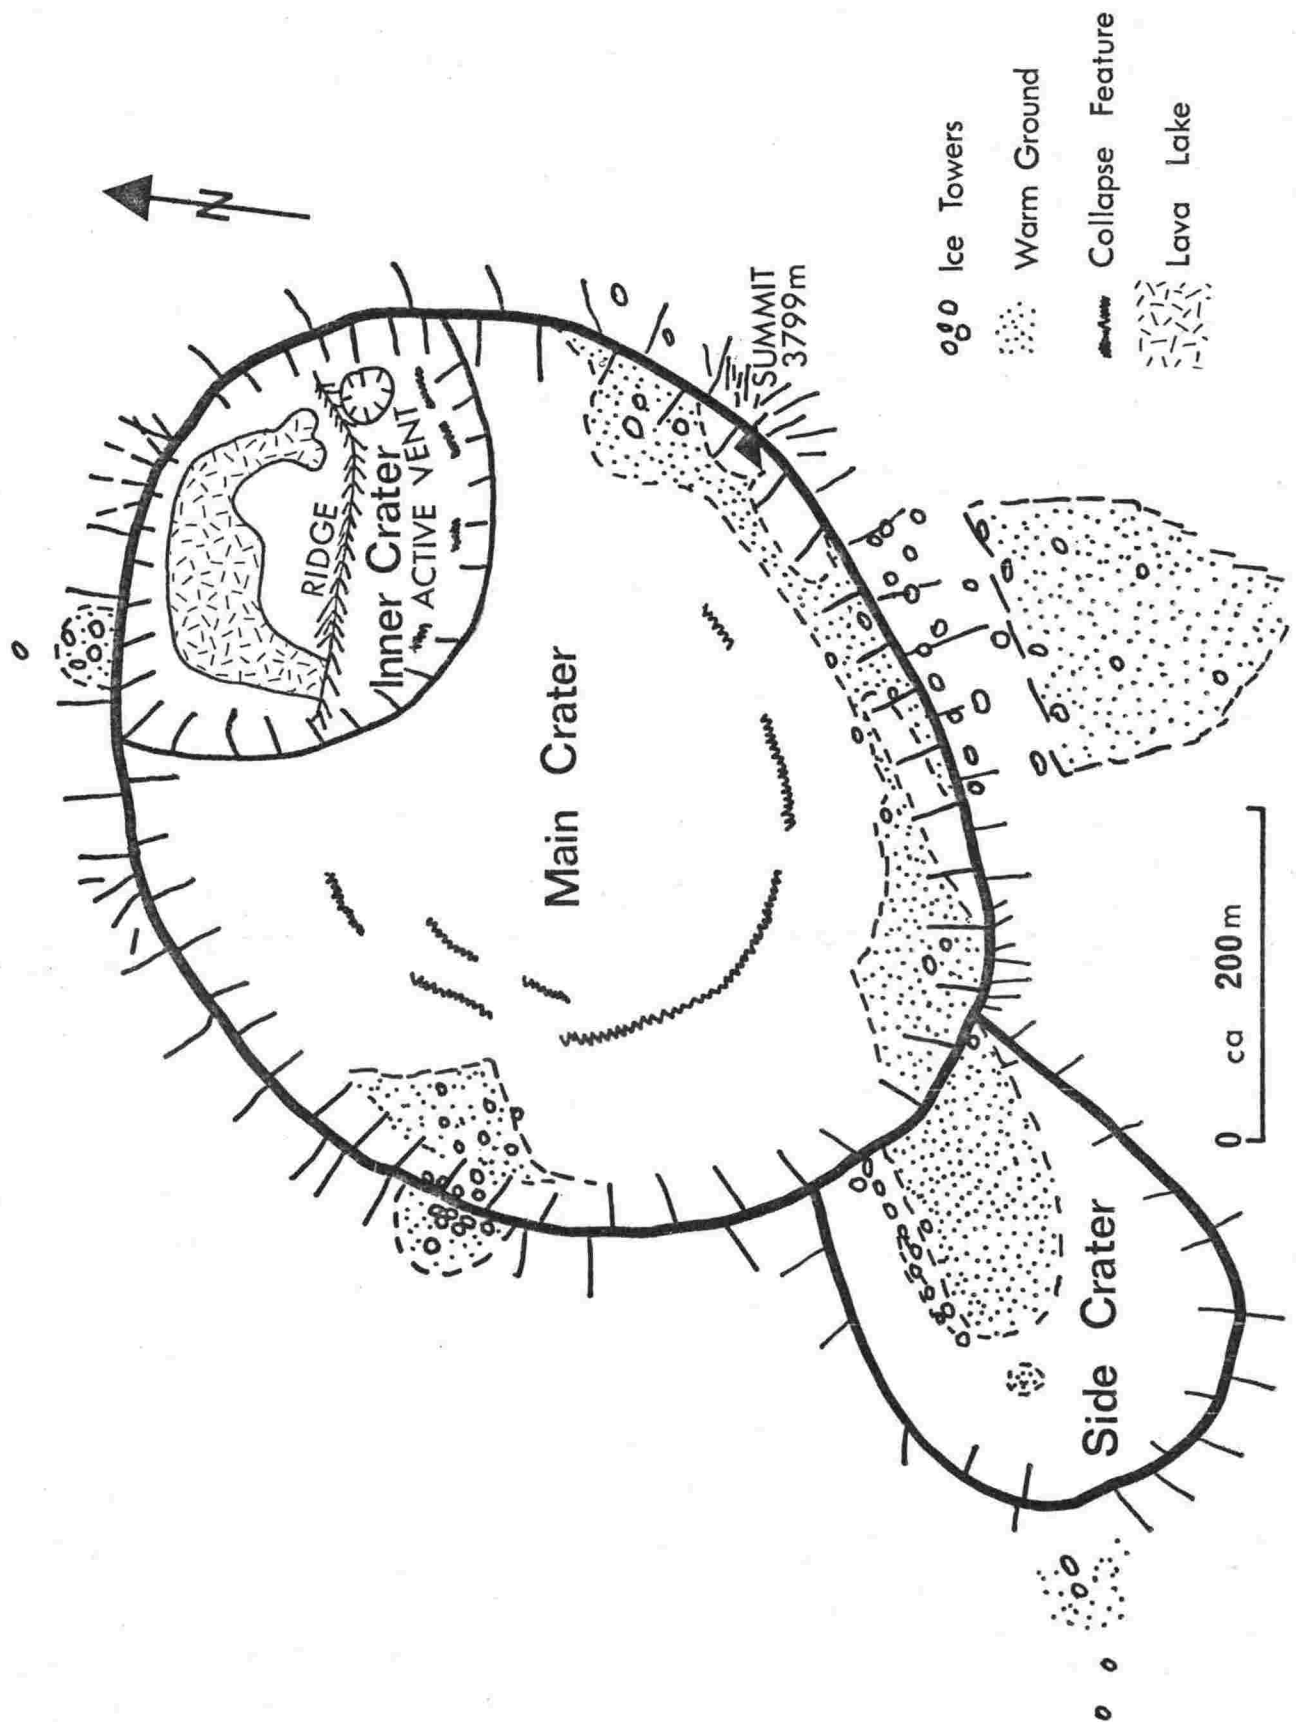 N
RIDGE
Inner Crater
ACTIVE VENT
Main Crater
SUMMIT
3799m
Side Crater
Ice Towers
Warm Ground
Collapse Feature
Lava Lake
0 ca 200m